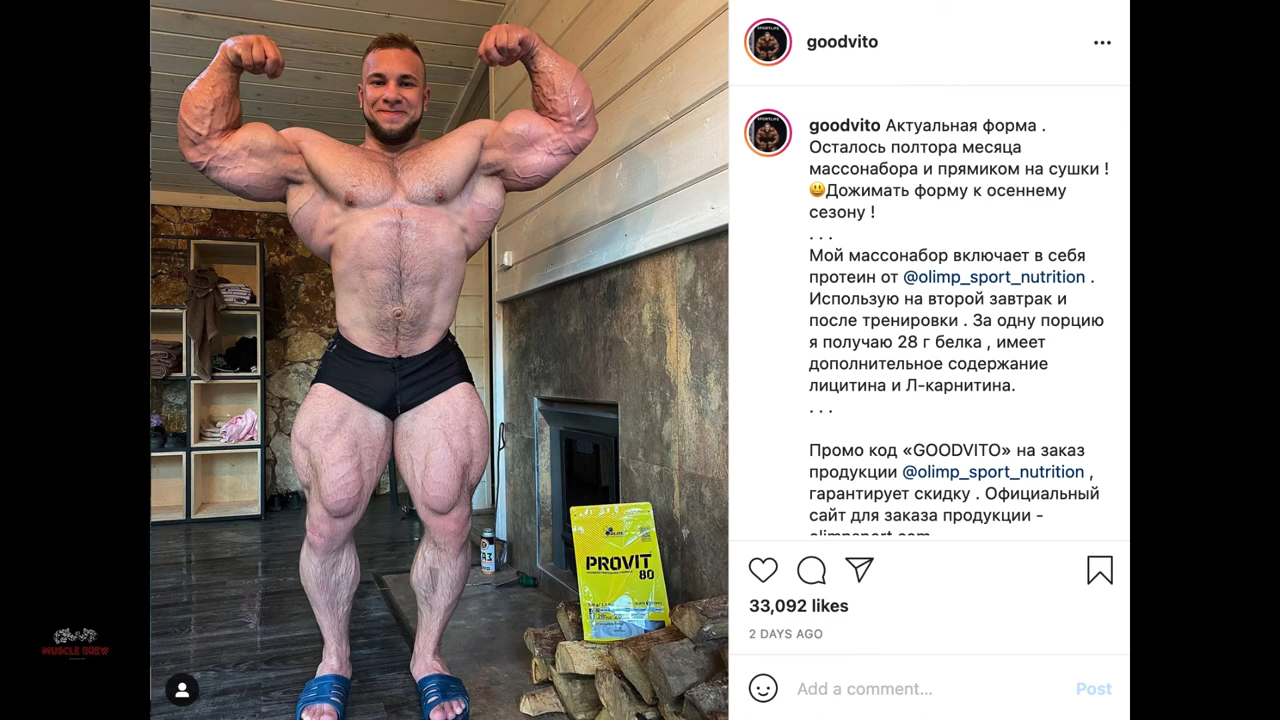 goodvito
goodvito Актуальная форма .
Осталось полтора месяца
массонабора и прямиком на сушки !
😃Дожимать форму к осеннему
сезону !
. . .
Мой массонабор включает в себя
протеин от @olimp_sport_nutrition .
Использую на второй завтрак и
после тренировки . За одну порцию
я получаю 28 г белка , имеет
дополнительное содержание
лицитина и Л-карнитина.
. . .
Промо код «GOODVITO» на заказ
продукции @olimp_sport_nutrition ,
гарантирует скидку . Официальный
сайт для заказа продукции -
33,092 likes
2 DAYS AGO
Add a comment...
Post
PROVIT
80
MUSCLE CREW
SPORTLIFE
SPORTLIFE